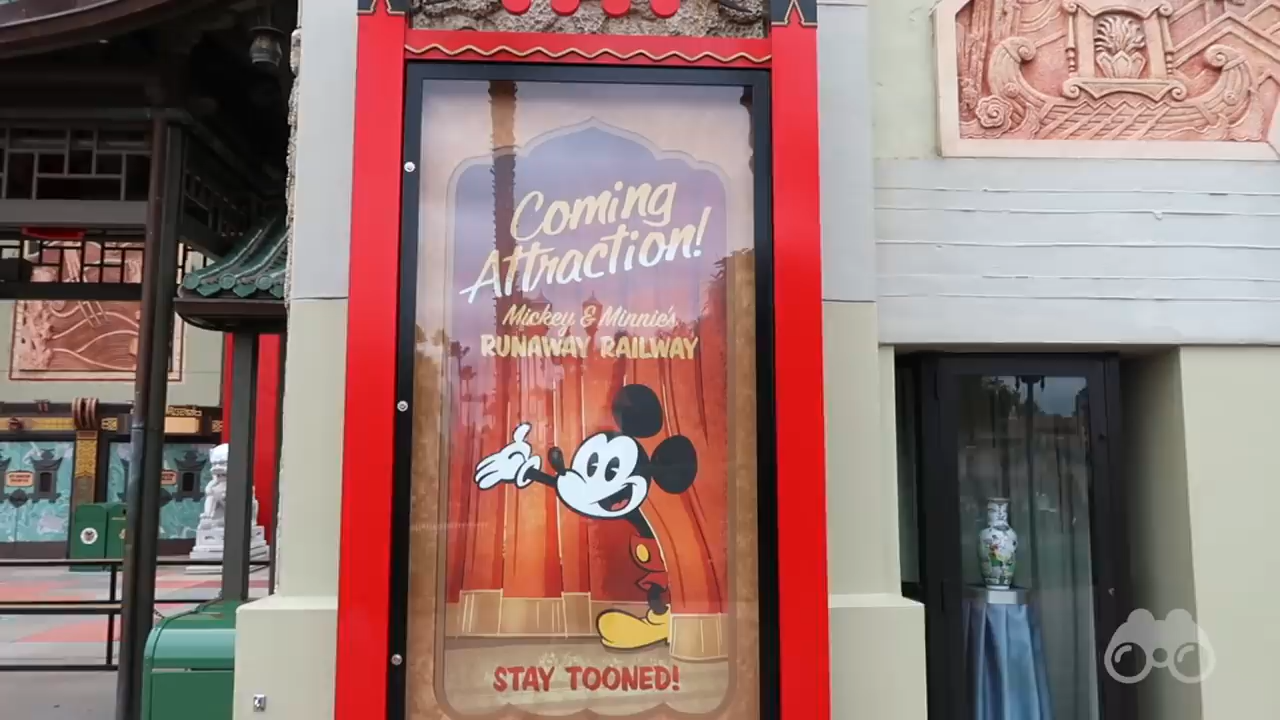 Coming
Attraction!
Mickey & Minnie's
RUNAWAY RAILWAY
STAY TOONED!